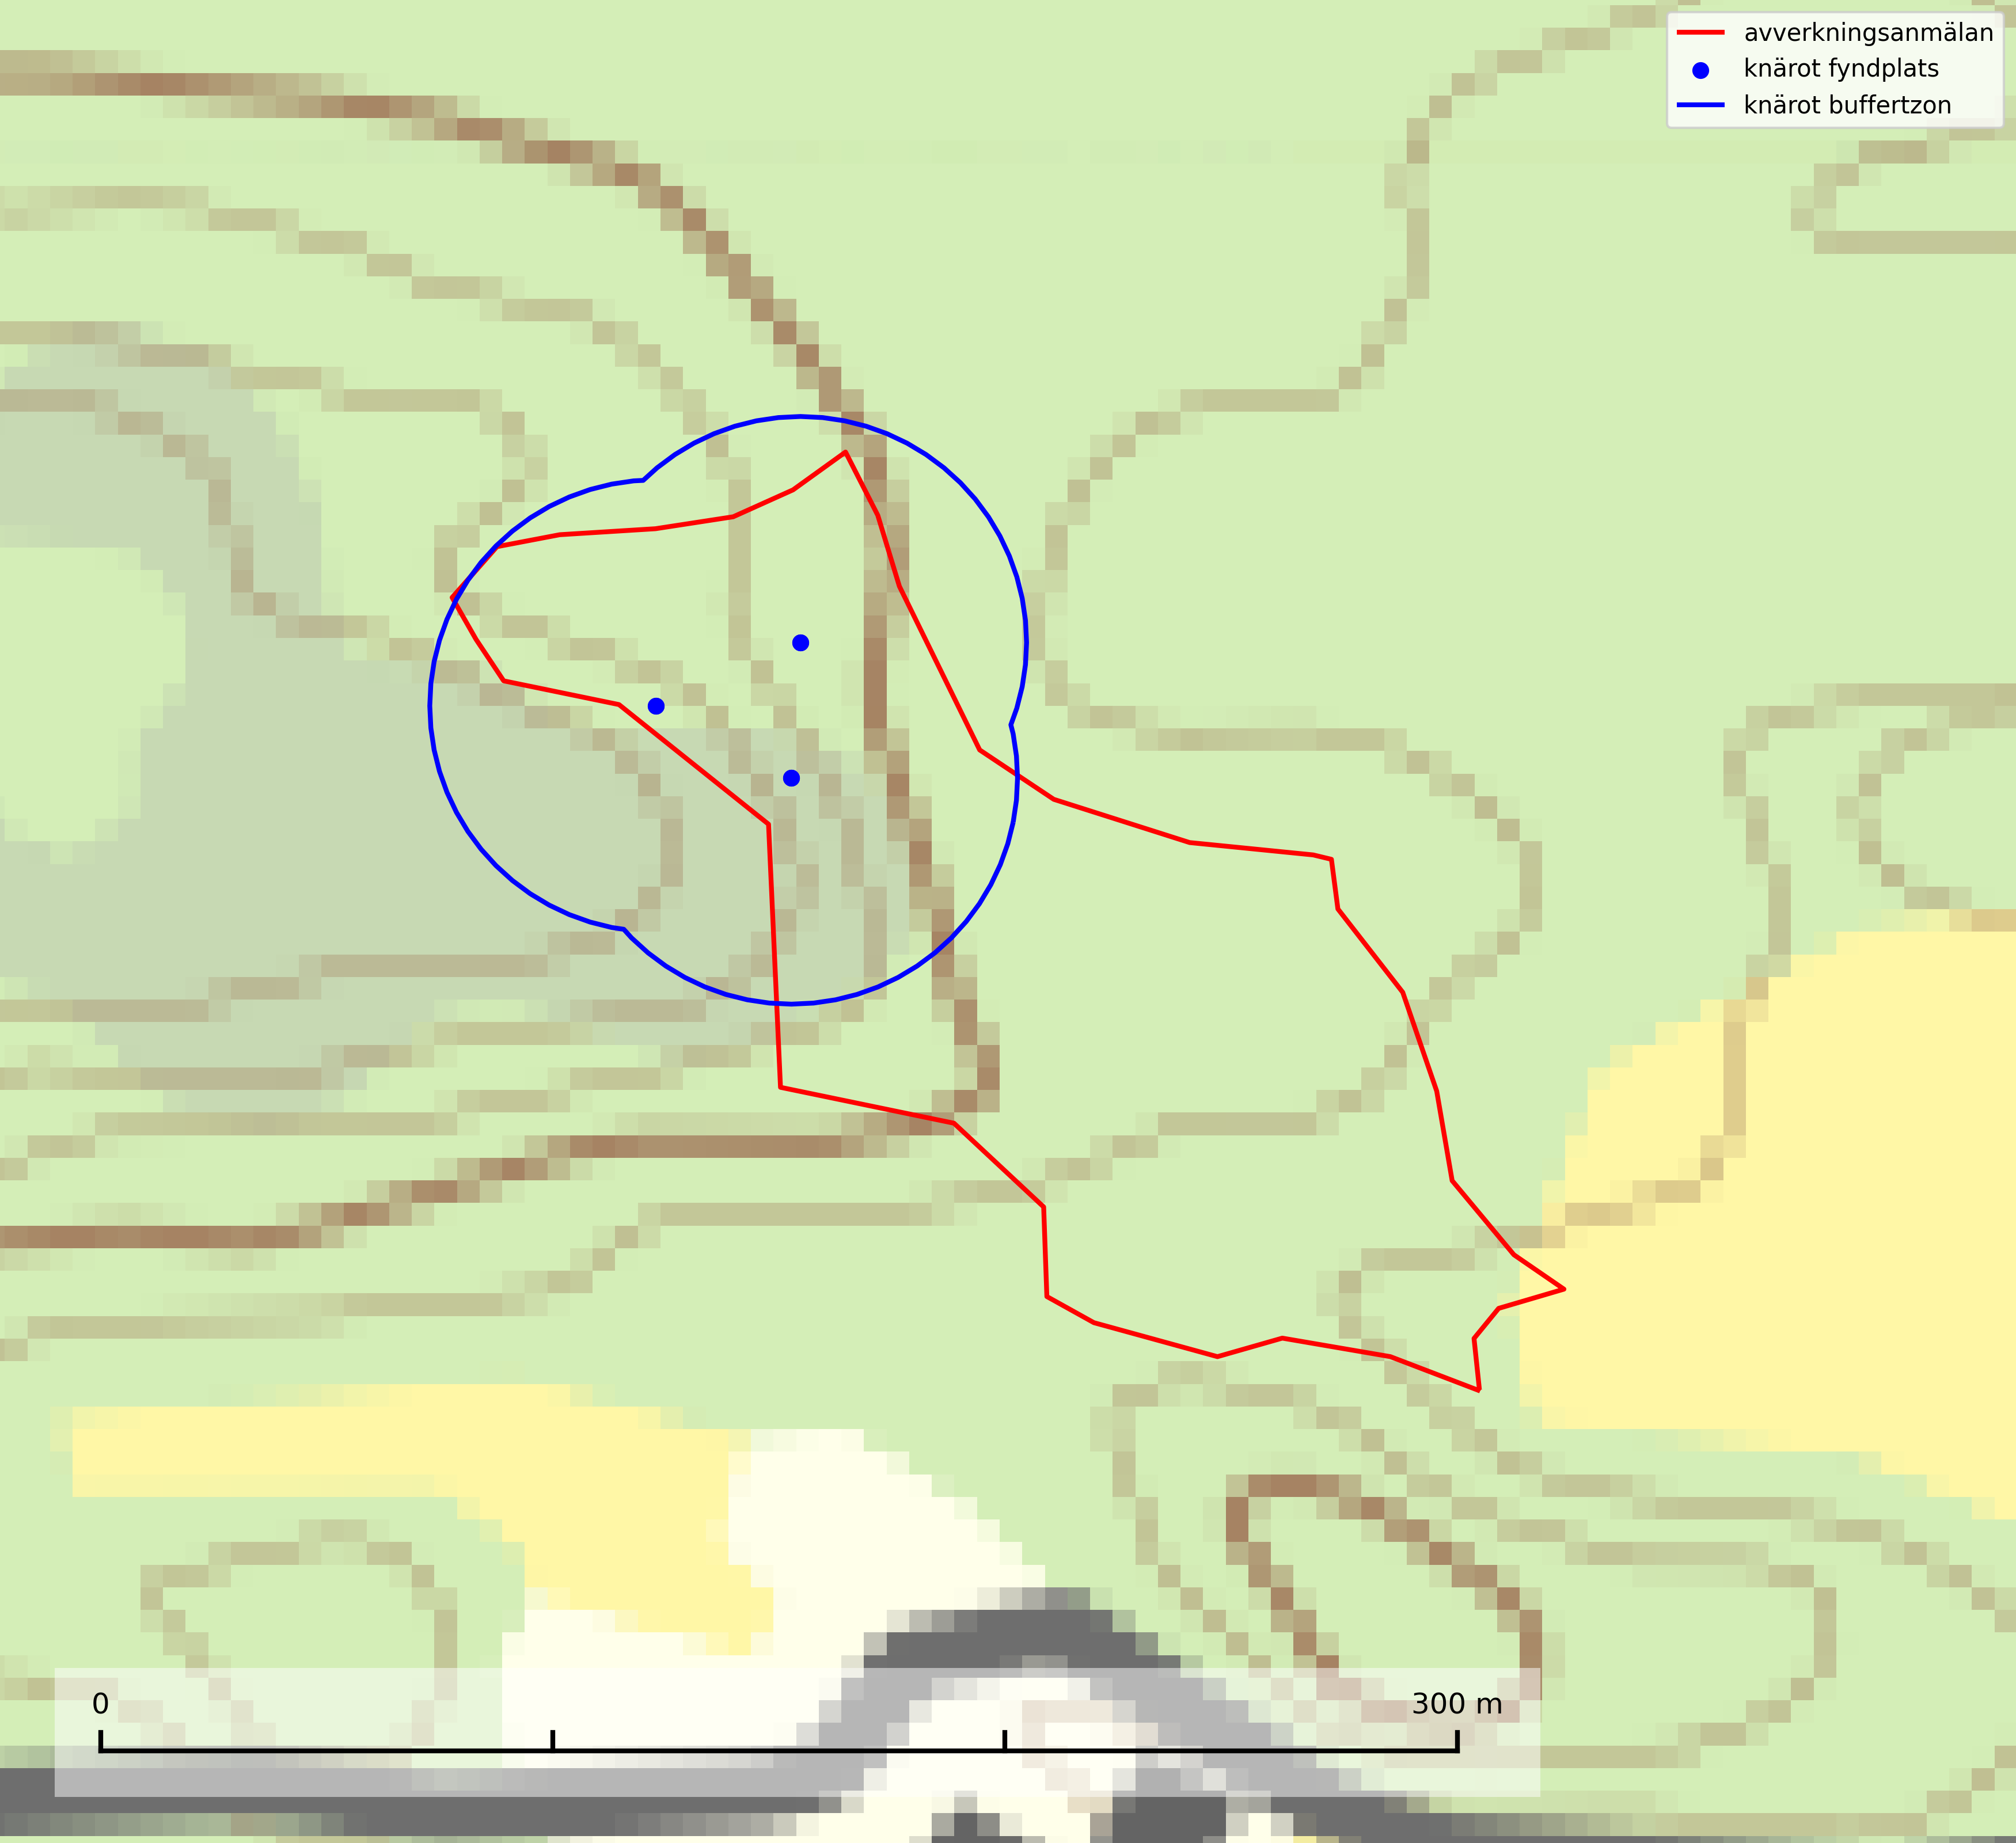 avverkningsanmälan
knärot fyndplats
knärot buffertzon
0 300 m